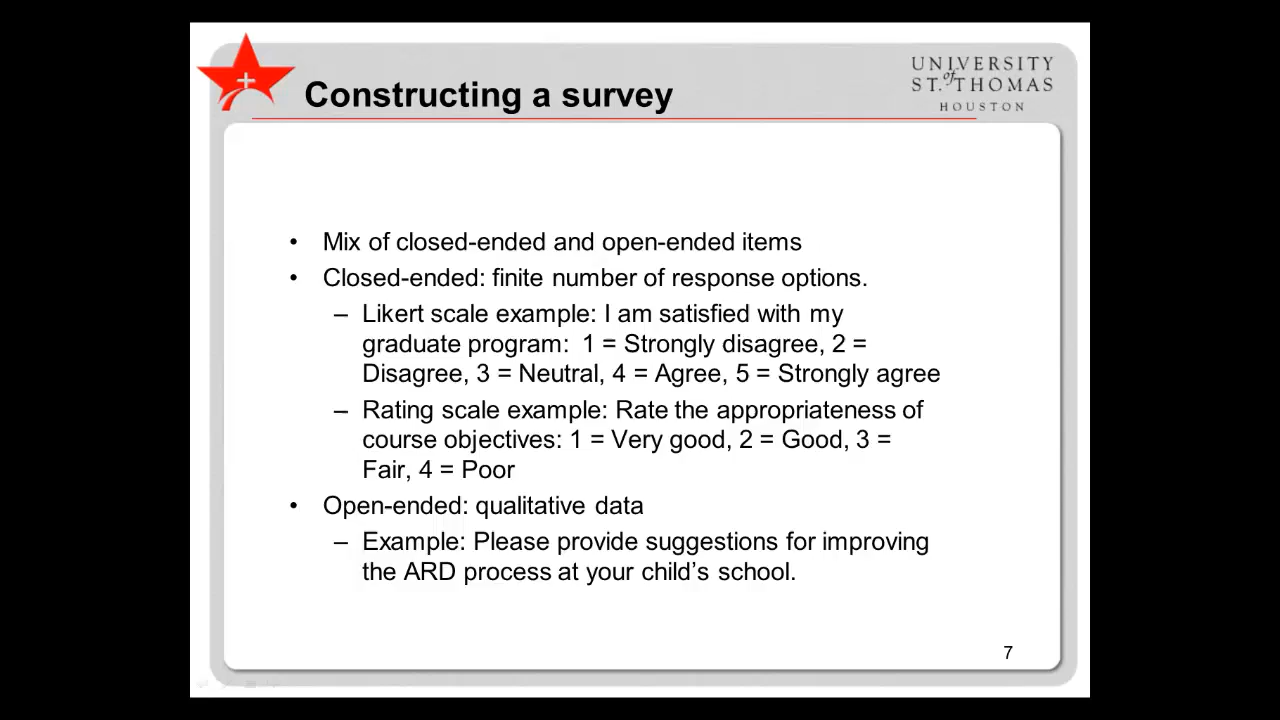 Constructing a survey
UNIVERSITY
of
ST. THOMAS
HOUSTON
• Mix of closed-ended and open-ended items
• Closed-ended: finite number of response options.
– Likert scale example: I am satisfied with my
graduate program: 1 = Strongly disagree, 2 =
Disagree, 3 = Neutral, 4 = Agree, 5 = Strongly agree
– Rating scale example: Rate the appropriateness of
course objectives: 1 = Very good, 2 = Good, 3 =
Fair, 4 = Poor
• Open-ended: qualitative data
– Example: Please provide suggestions for improving
the ARD process at your child’s school.
7